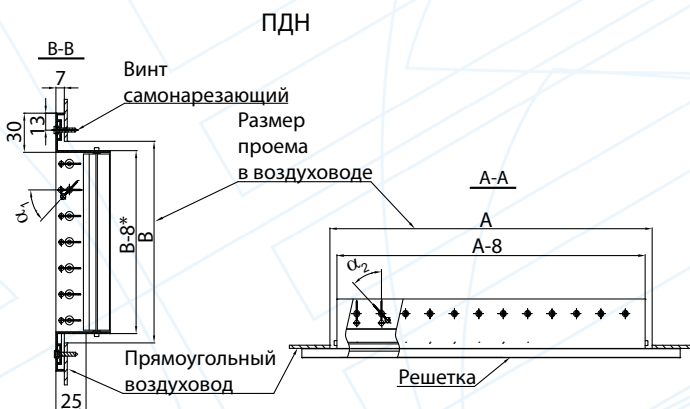 ПДН
В-В
7
Винт
самонарезающий
30
13
Размер
проема
в воздуховоде
А-А
α₁
В-8*
В
А
А-8
α₂
Прямоугольный
воздуховод
Решетка
25